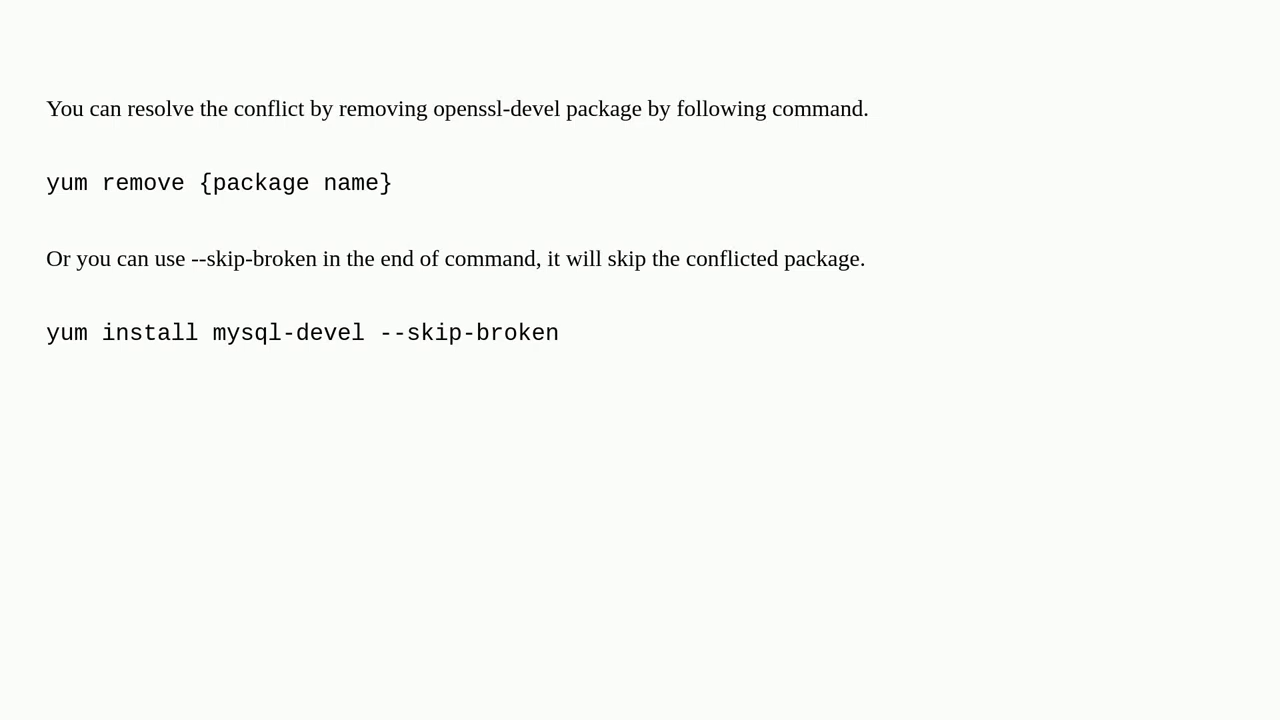 You can resolve the conflict by removing openssl-devel package by following command.
yum remove {package name}
Or you can use --skip-broken in the end of command, it will skip the conflicted package.
yum install mysql-devel --skip-broken